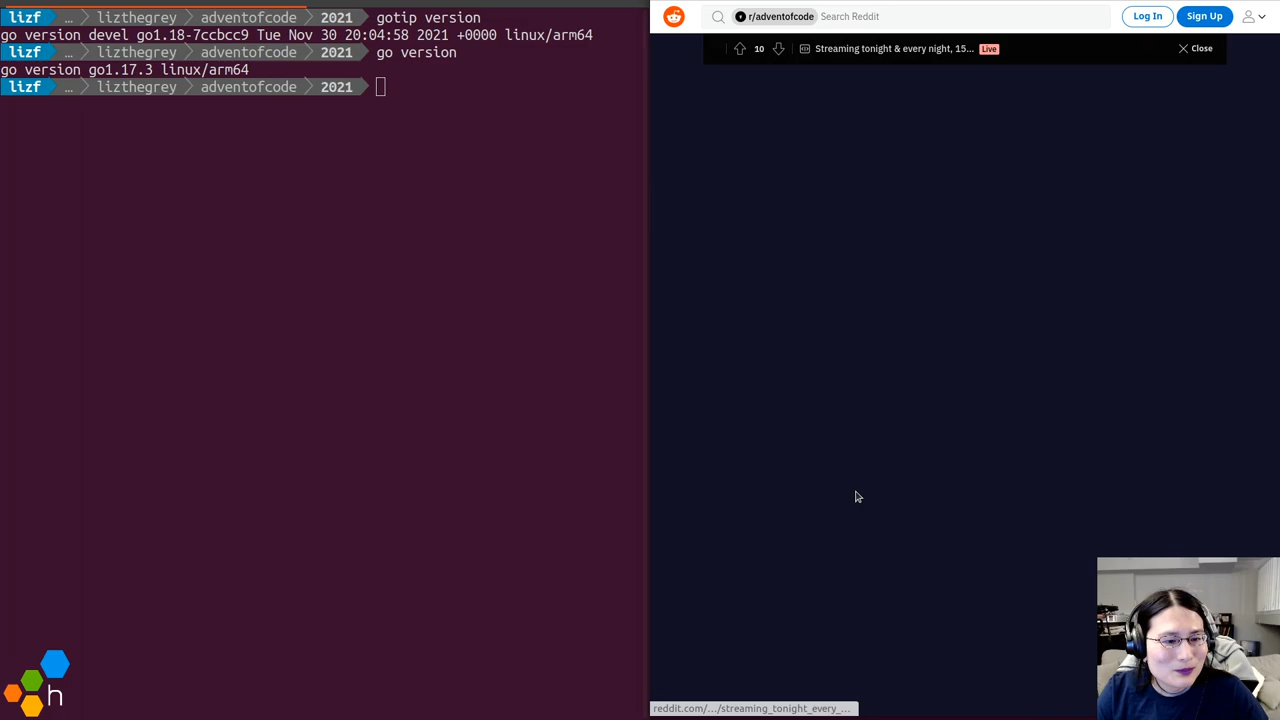 lizf … lizthegrey adventofcode 2021 gotip version
go version devel go1.18-7ccbcc9 Tue Nov 30 20:04:58 2021 +0000 linux/arm64
lizf … lizthegrey adventofcode 2021 go version
go version go1.17.3 linux/arm64
lizf … lizthegrey adventofcode 2021
h
r/adventofcode Search Reddit Log In Sign Up
10 Streaming tonight & every night, 15... Live Close
reddit.com/.../streaming_tonight_every_...